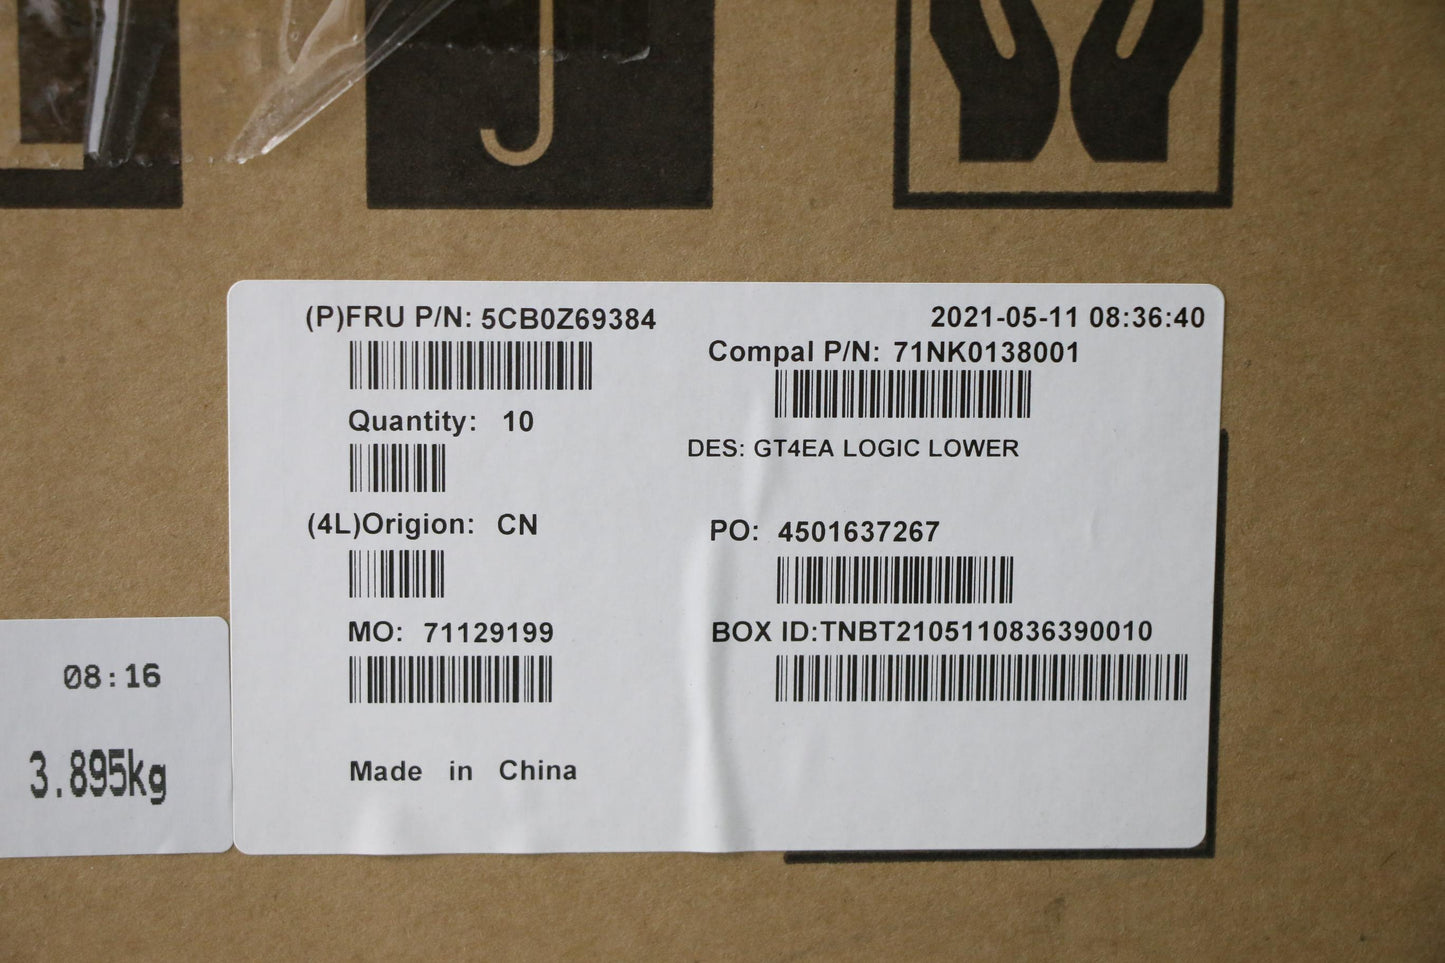 (P)FRU P/N: 5CB0Z69384
2021-05-11 08:36:40
Compal P/N: 71NK0138001
Quantity: 10
DES: GT4EA LOGIC LOWER
(4L)Origion: CN
PO: 4501637267
MO: 71129199
BOX ID:TNBT2105110836390010
Made in China
08:16
3.895kg